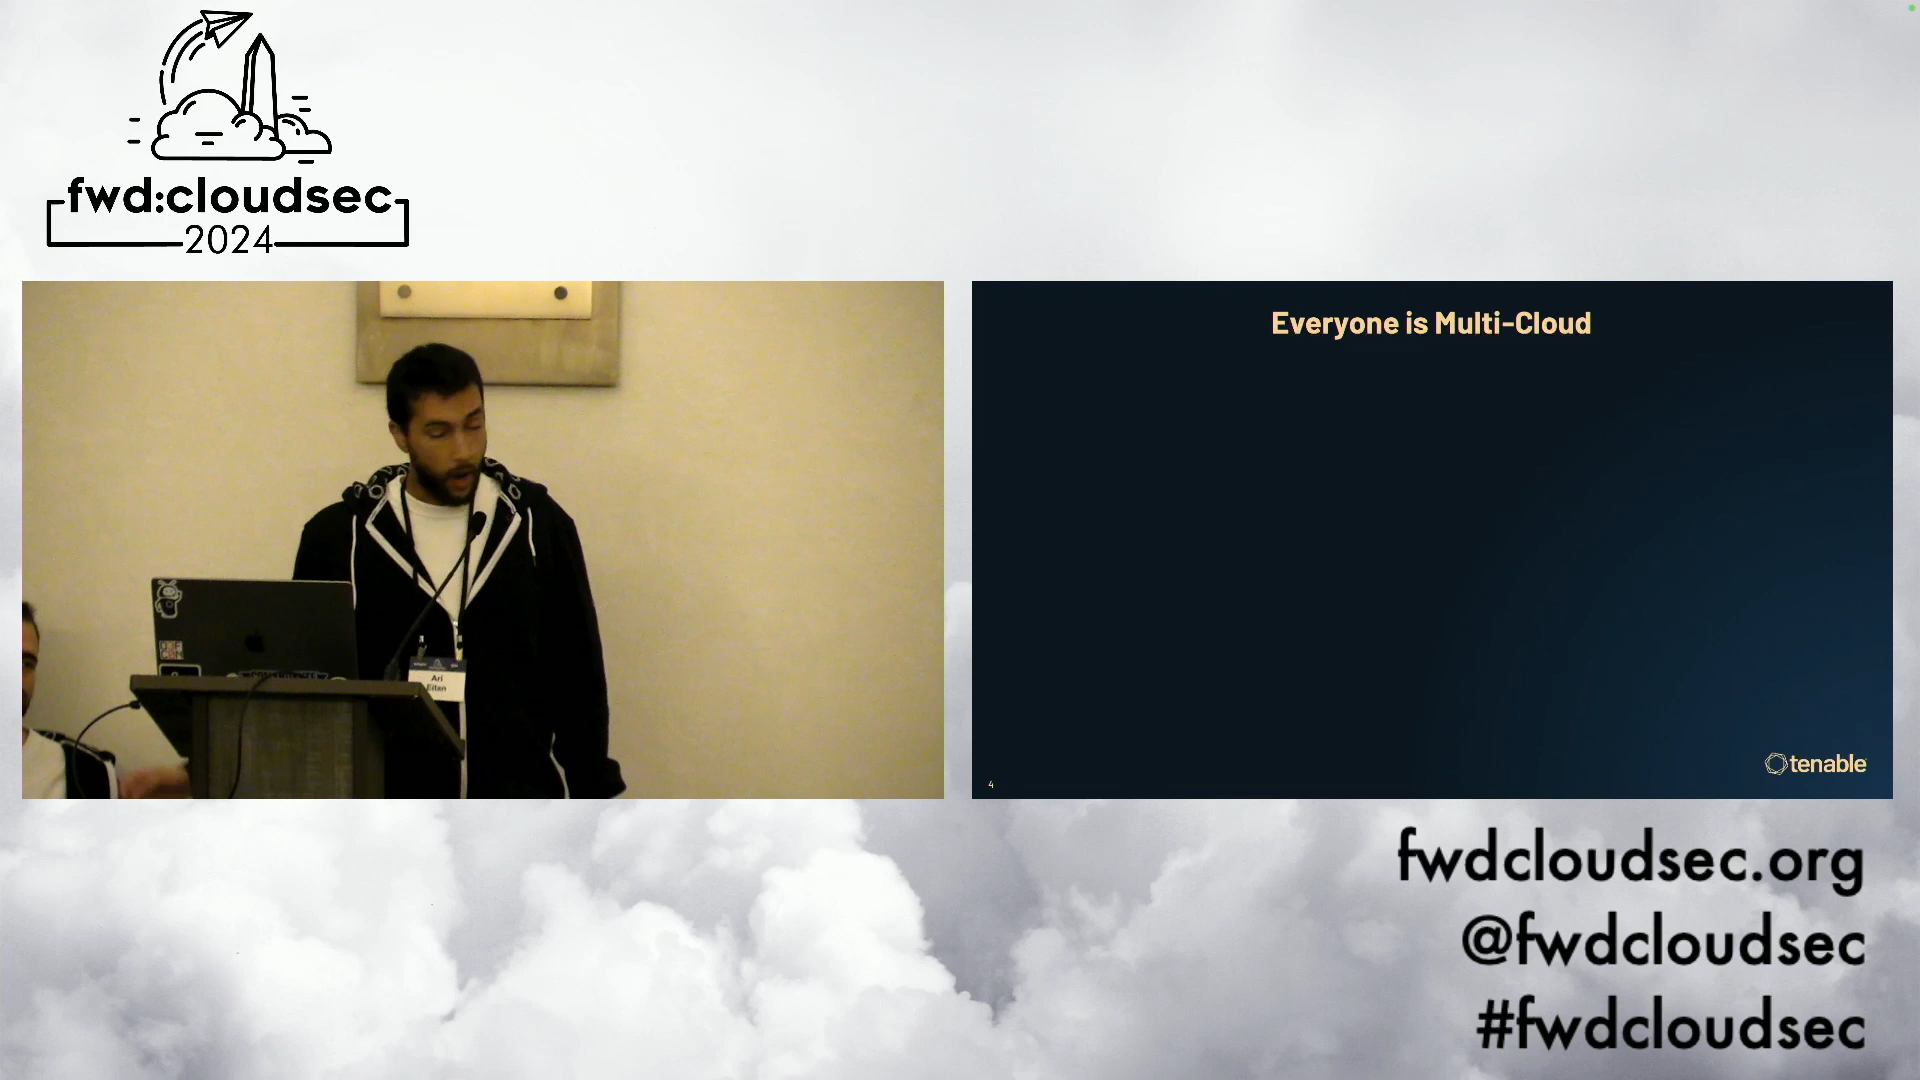 fwd:cloudsec
2024
Everyone is Multi-Cloud
Ari
Eitan
4
tenable
fwdcloudsec.org
@fwdcloudsec
#fwdcloudsec